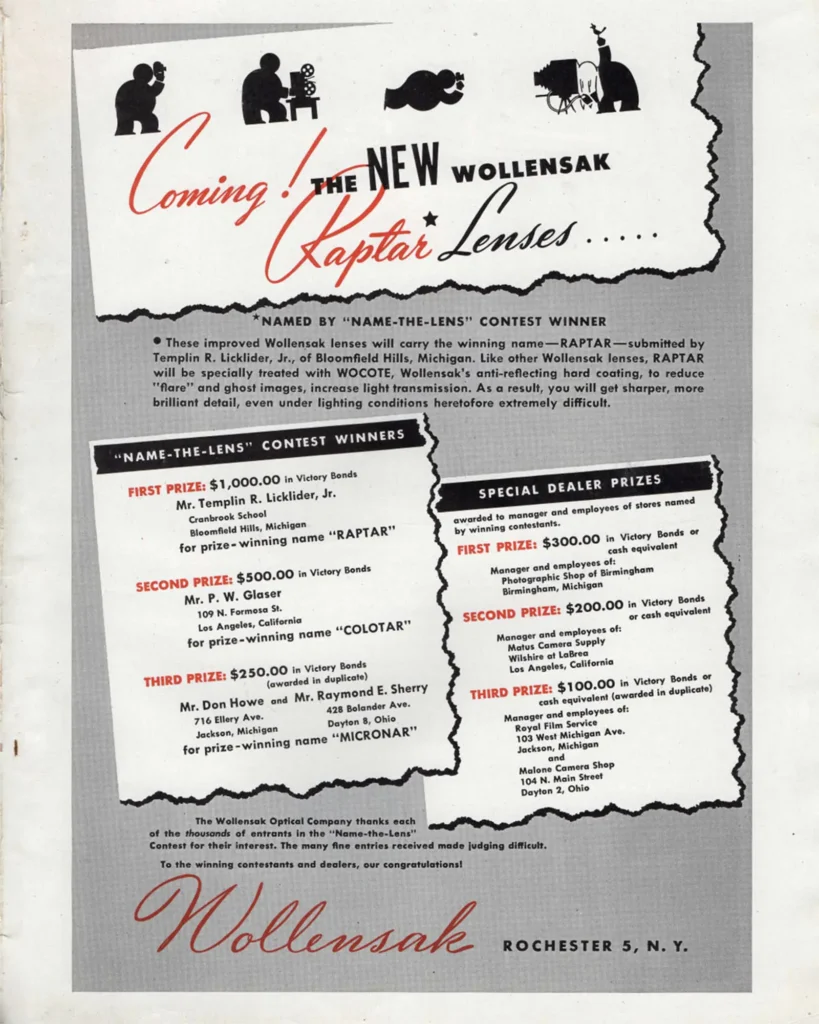 Coming! THE NEW WOLLENSAK
Raptar★ Lenses.....
★NAMED BY "NAME-THE-LENS" CONTEST WINNER
● These improved Wollensak lenses will carry the winning name—RAPTAR—submitted by
Templin R. Licklider, Jr., of Bloomfield Hills, Michigan. Like other Wollensak lenses, RAPTAR
will be specially treated with WOCOTE, Wollensak's anti-reflecting hard coating, to reduce
"flare" and ghost images, increase light transmission. As a result, you will get sharper, more
brilliant detail, even under lighting conditions heretofore extremely difficult.
"NAME-THE-LENS" CONTEST WINNERS
FIRST PRIZE: $1,000.00 in Victory Bonds
Mr. Templin R. Licklider, Jr.
Cranbrook School
Bloomfield Hills, Michigan
for prize-winning name "RAPTAR"
SECOND PRIZE: $500.00 in Victory Bonds
Mr. P. W. Glaser
109 N. Formosa St.
Los Angeles, California
for prize-winning name "COLOTAR"
THIRD PRIZE: $250.00 in Victory Bonds
(awarded in duplicate)
Mr. Don Howe and Mr. Raymond E. Sherry
716 Ellery Ave. 428 Bolander Ave.
Jackson, Michigan Dayton 8, Ohio
for prize-winning name "MICRONAR"
SPECIAL DEALER PRIZES
awarded to manager and employees of stores named
by winning contestants.
FIRST PRIZE: $300.00 in Victory Bonds or
cash equivalent
Manager and employees of:
Photographic Shop of Birmingham
Birmingham, Michigan
SECOND PRIZE: $200.00 in Victory Bonds
or cash equivalent
Manager and employees of:
Matus Camera Supply
Wilshire at LaBrea
Los Angeles, California
THIRD PRIZE: $100.00 in Victory Bonds or
cash equivalent (awarded in duplicate)
Manager and employees of:
Royal Film Service
103 West Michigan Ave.
Jackson, Michigan
and
Malone Camera Shop
104 N. Main Street
Dayton 2, Ohio
The Wollensak Optical Company thanks each
of the thousands of entrants in the "Name-the-Lens"
Contest for their interest. The many fine entries received made judging difficult.
To the winning contestants and dealers, our congratulations!
Wollensak ROCHESTER 5, N. Y.